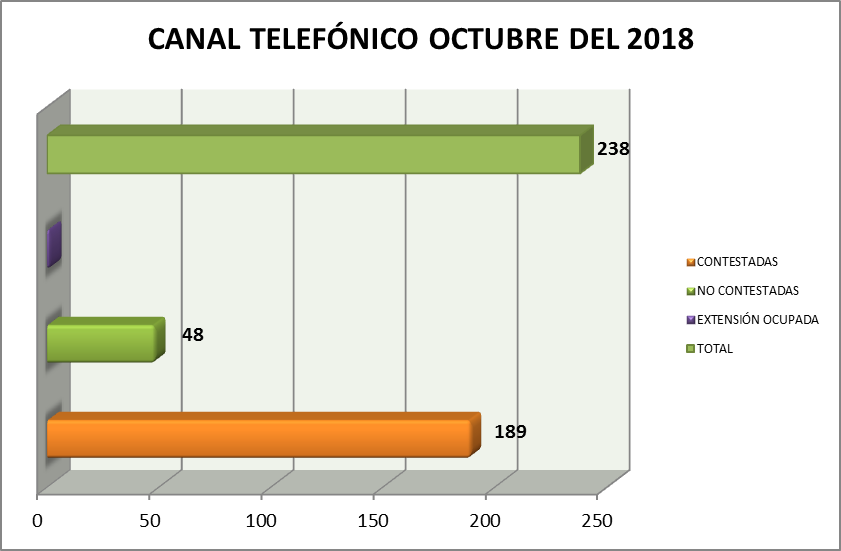 CANAL TELEFÓNICO OCTUBRE DEL 2018
238
48
189
0 50 100 150 200 250
CONTESTADAS
NO CONTESTADAS
EXTENSIÓN OCUPADA
TOTAL